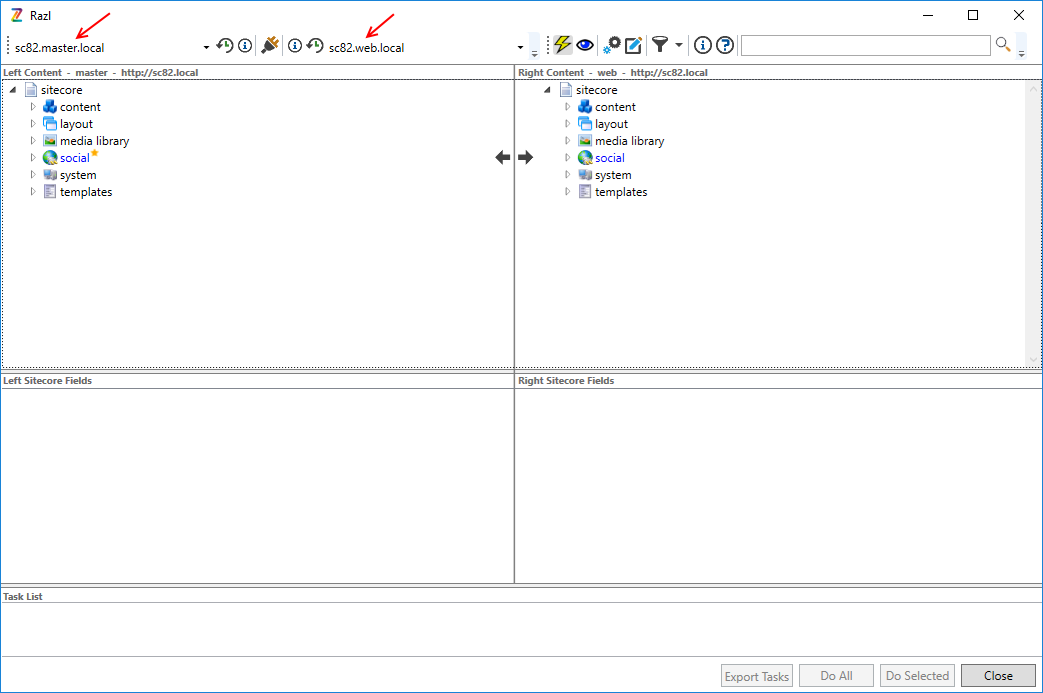 Razl
sc82.master.local
sc82.web.local
Left Content - master - http://sc82.local
Right Content - web - http://sc82.local
sitecore
content
layout
media library
social
system
templates
sitecore
content
layout
media library
social
system
templates
Left Sitecore Fields
Right Sitecore Fields
Task List
Export Tasks
Do All
Do Selected
Close